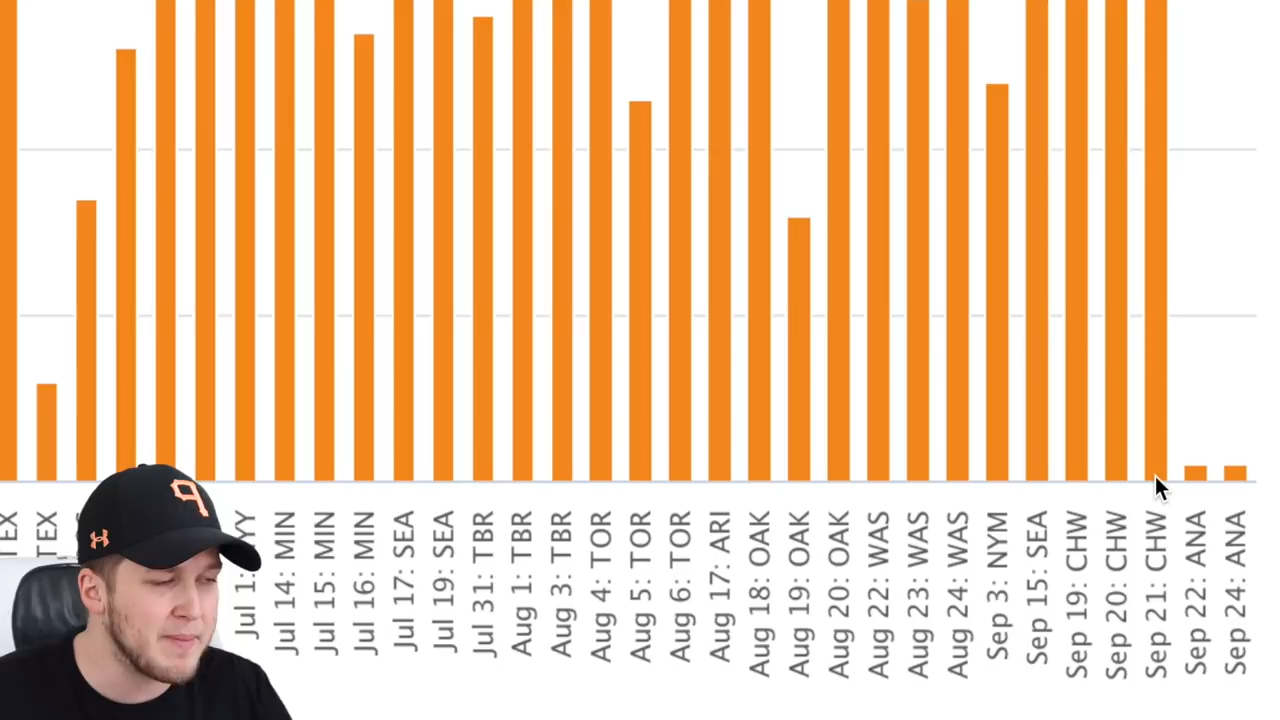 TEX
TEX
Jul 1: YY
Jul 14: MIN
Jul 15: MIN
Jul 16: MIN
Jul 17: SEA
Jul 19: SEA
Jul 31: TBR
Aug 1: TBR
Aug 3: TBR
Aug 4: TOR
Aug 5: TOR
Aug 6: TOR
Aug 17: ARI
Aug 18: OAK
Aug 19: OAK
Aug 20: OAK
Aug 22: WAS
Aug 23: WAS
Aug 24: WAS
Sep 3: NYM
Sep 15: SEA
Sep 19: CHW
Sep 20: CHW
Sep 21: CHW
Sep 22: ANA
Sep 24: ANA